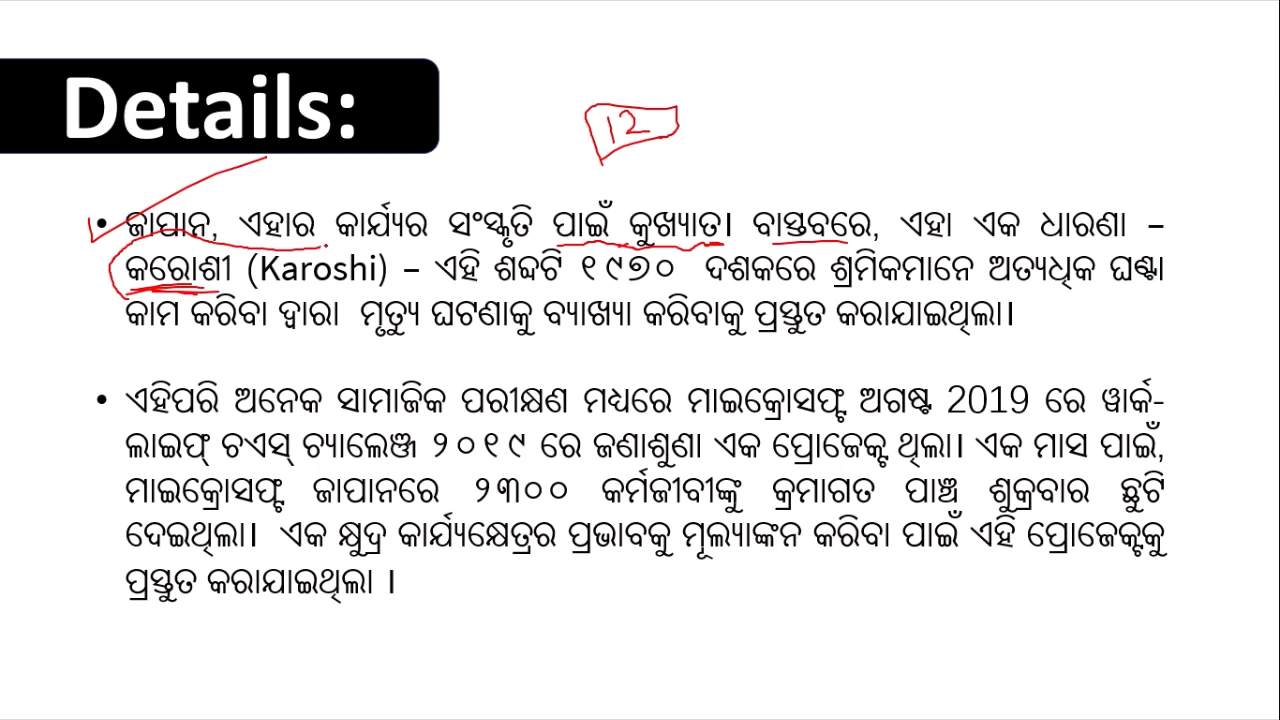 Details:
12
• ଜାପାନ, ଏହାର କାର୍ଯ୍ୟର ସଂସ୍କୃତି ପାଇଁ କୁଖ୍ୟାତ। ବାସ୍ତବରେ, ଏହା ଏକ ଧାରଣା –
କରୋଶୀ (Karoshi) – ଏହି ଶବ୍ଦଟି ୧୯୭୦ ଦଶକରେ ଶ୍ରମିକମାନେ ଅତ୍ୟଧିକ ଘଣ୍ଟା
କାମ କରିବା ଦ୍ୱାରା ମୃତ୍ୟୁ ଘଟଣାକୁ ବ୍ୟାଖ୍ୟା କରିବାକୁ ପ୍ରସ୍ତୁତ କରାଯାଇଥିଲା।
• ଏହିପରି ଅନେକ ସାମାଜିକ ପରୀକ୍ଷଣ ମଧ୍ୟରେ ମାଇକ୍ରୋସଫ୍ଟ ଅଗଷ୍ଟ 2019 ରେ ୱାର୍କ-
ଲାଇଫ୍ ଚଏସ୍ ଚ୍ୟାଲେଞ୍ଜ ୨୦୧୯ ରେ ଜଣାଶୁଣା ଏକ ପ୍ରୋଜେକ୍ଟ ଥିଲା। ଏକ ମାସ ପାଇଁ,
ମାଇକ୍ରୋସଫ୍ଟ ଜାପାନରେ ୨୩୦୦ କର୍ମଜୀବୀଙ୍କୁ କ୍ରମାଗତ ପାଞ୍ଚ ଶୁକ୍ରବାର ଛୁଟି
ଦେଇଥିଲା। ଏକ କ୍ଷୁଦ୍ର କାର୍ଯ୍ୟକ୍ଷେତ୍ରର ପ୍ରଭାବକୁ ମୂଲ୍ୟାଙ୍କନ କରିବା ପାଇଁ ଏହି ପ୍ରୋଜେକ୍ଟକୁ
ପ୍ରସ୍ତୁତ କରାଯାଇଥିଲା ।